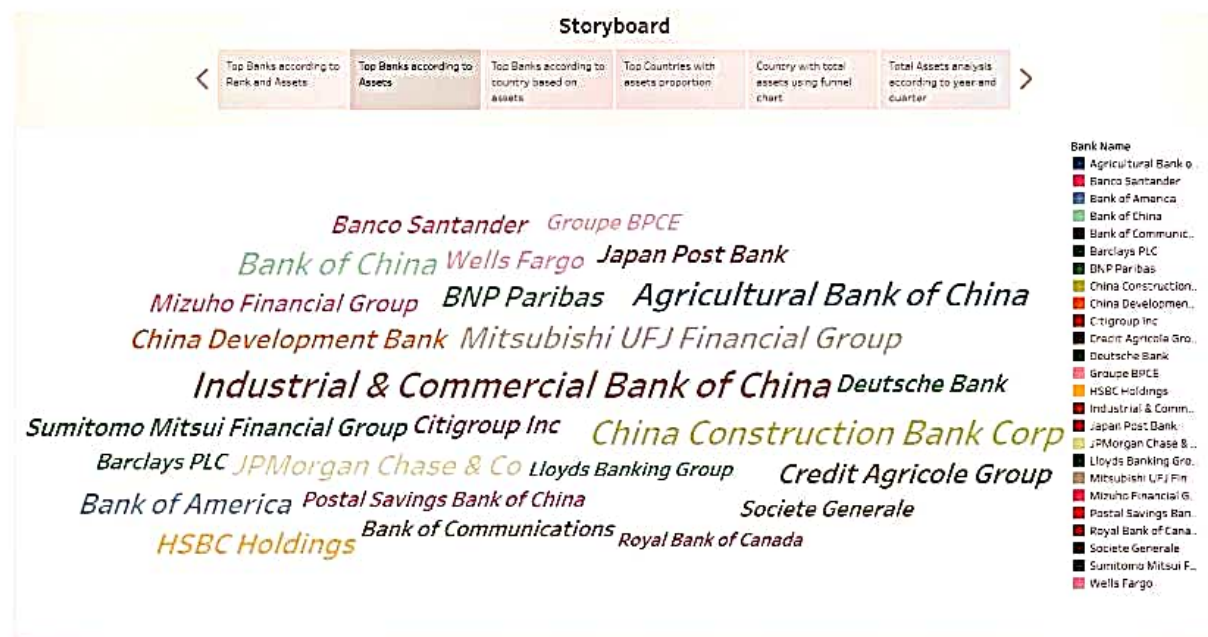 Storyboard
Top Banks according to
Rank and Assets
Top Banks according to
Assets
Top Banks according to
country based on
assets
Top Countries with
assets proportion
Country with total
assets using funnel
chart
Total Assets analysis
according to year and
quarter
Banco Santander Groupe BPCE
Bank of China Wells Fargo Japan Post Bank
Mizuho Financial Group BNP Paribas Agricultural Bank of China
China Development Bank Mitsubishi UFJ Financial Group
Industrial & Commercial Bank of China Deutsche Bank
Sumitomo Mitsui Financial Group Citigroup Inc China Construction Bank Corp
Barclays PLC JPMorgan Chase & Co Lloyds Banking Group Credit Agricole Group
Bank of America Postal Savings Bank of China Societe Generale
HSBC Holdings Bank of Communications Royal Bank of Canada
Bank Name
Agricultural Bank o..
Banco Santander
Bank of America
Bank of China
Bank of Communic..
Barclays PLC
BNP Paribas
China Construction..
China Developmen..
Citigroup Inc
Credit Agricole Gro..
Deutsche Bank
Groupe BPCE
HSBC Holdings
Industrial & Comm..
Japan Post Bank
JPMorgan Chase & ..
Lloyds Banking Gro..
Mitsubishi UFJ Fin..
Mizuho Financial G..
Postal Savings Ban..
Royal Bank of Cana..
Societe Generale
Sumitomo Mitsui F..
Wells Fargo